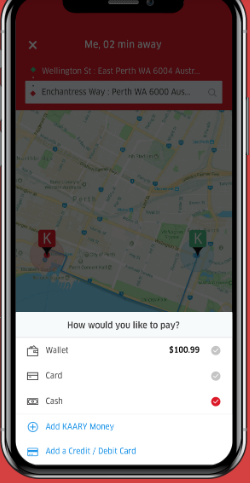 Me, 02 min away
Wellington St : East Perth WA 6004 Austr...
Enchantress Way : Perth WA 6000 Aus...
K
K
How would you like to pay?
Wallet $100.99
Card
Cash
Add KAARY Money
Add a Credit / Debit Card